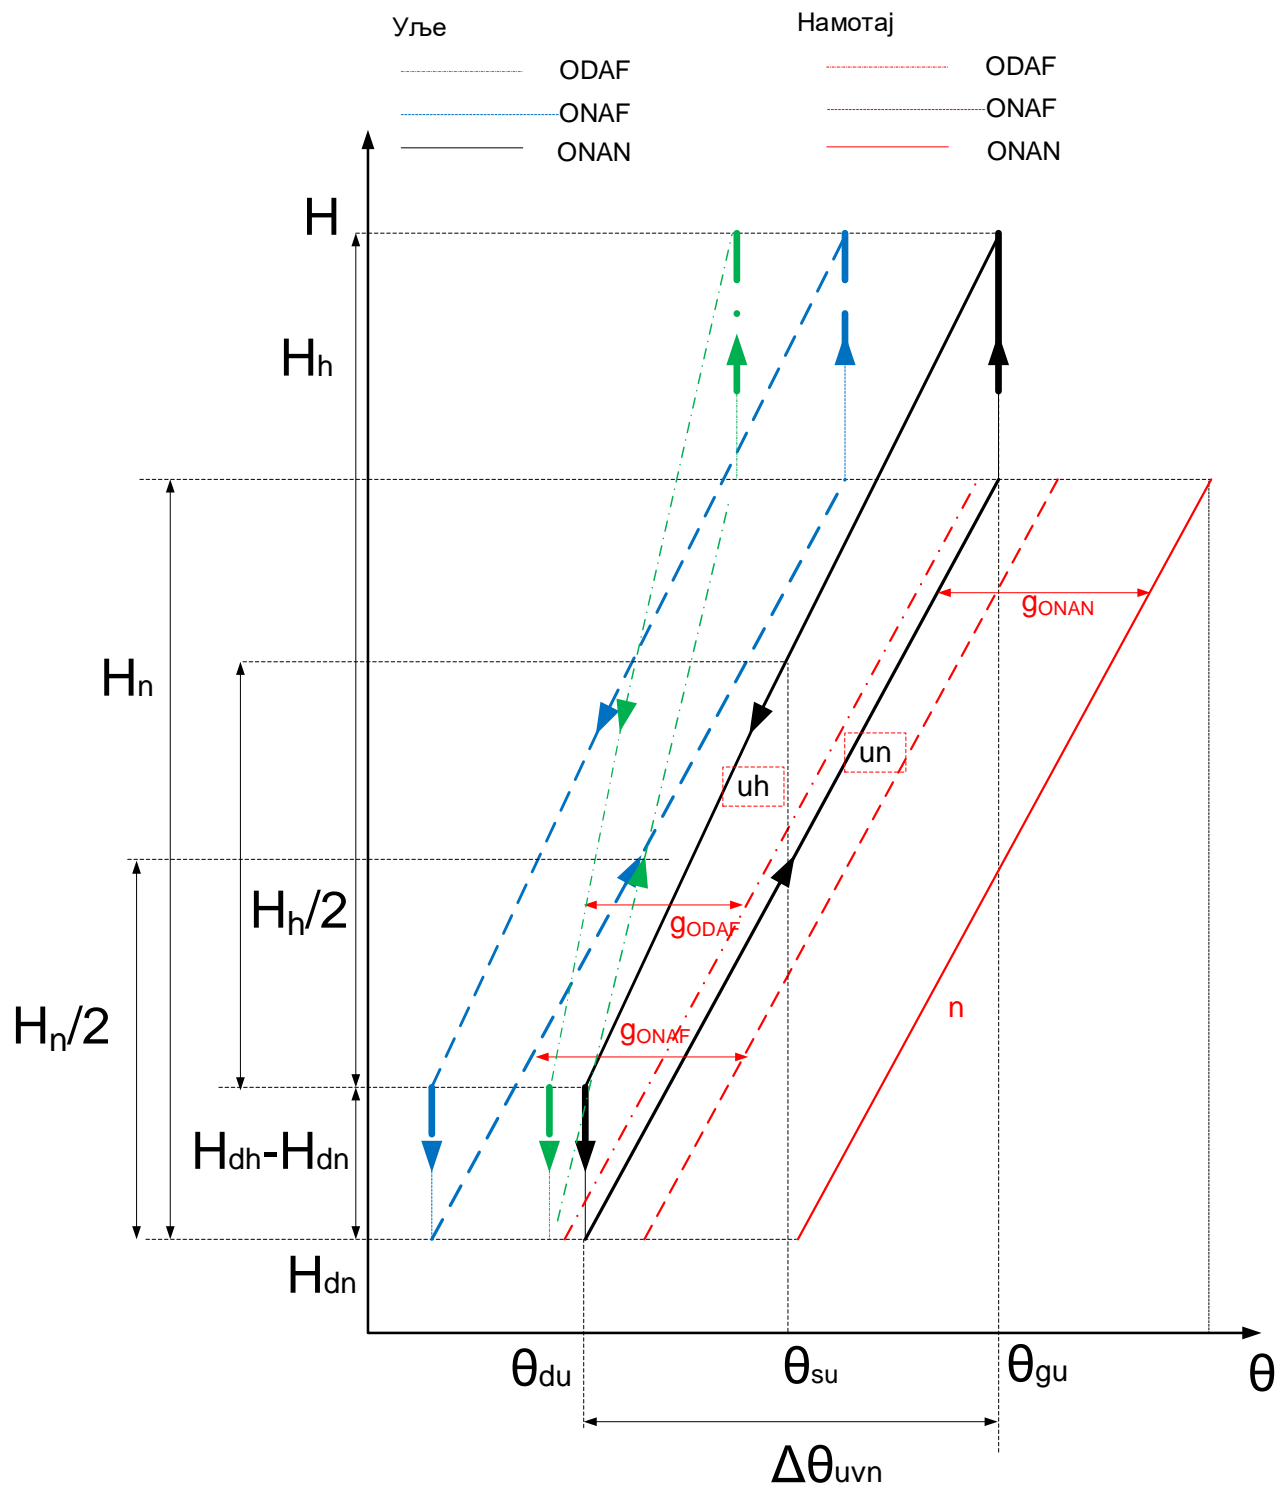 Уље
Намотај
ODAF
ODAF
ONAF
ONAF
ONAN
ONAN
H
Hh
gONAN
Hn
un
uh
Hh/2
gODAF
n
Hn/2
gONAF
Hdh-Hdn
Hdn
θdu
θsu
θgu
θ
Δθuvn